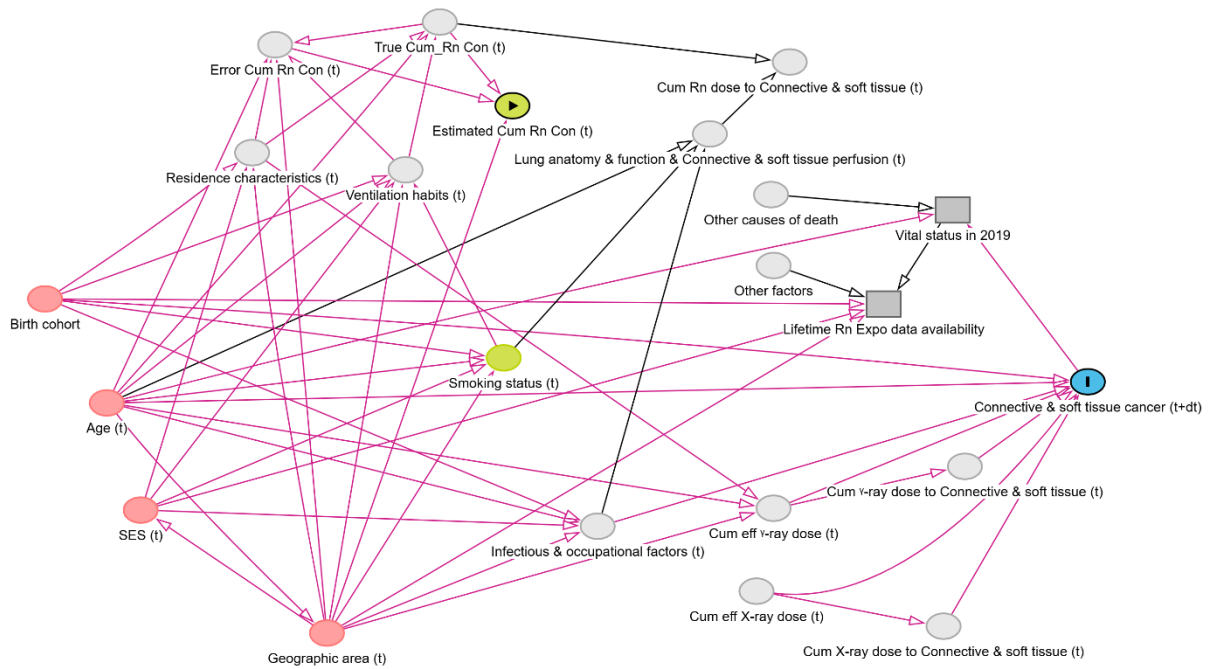 True Cum_Rn Con (t)
Error Cum Rn Con (t)
Cum Rn dose to Connective & soft tissue (t)
Estimated Cum Rn Con (t)
Lung anatomy & function & Connective & soft tissue perfusion (t)
Residence characteristics (t)
Ventilation habits (t)
Other causes of death
Vital status in 2019
Other factors
Birth cohort
Lifetime Rn Expo data availability
Smoking status (t)
Connective & soft tissue cancer (t+dt)
Age (t)
Cum γ-ray dose to Connective & soft tissue (t)
SES (t)
Cum eff γ-ray dose (t)
Infectious & occupational factors (t)
Cum eff X-ray dose (t)
Cum X-ray dose to Connective & soft tissue (t)
Geographic area (t)